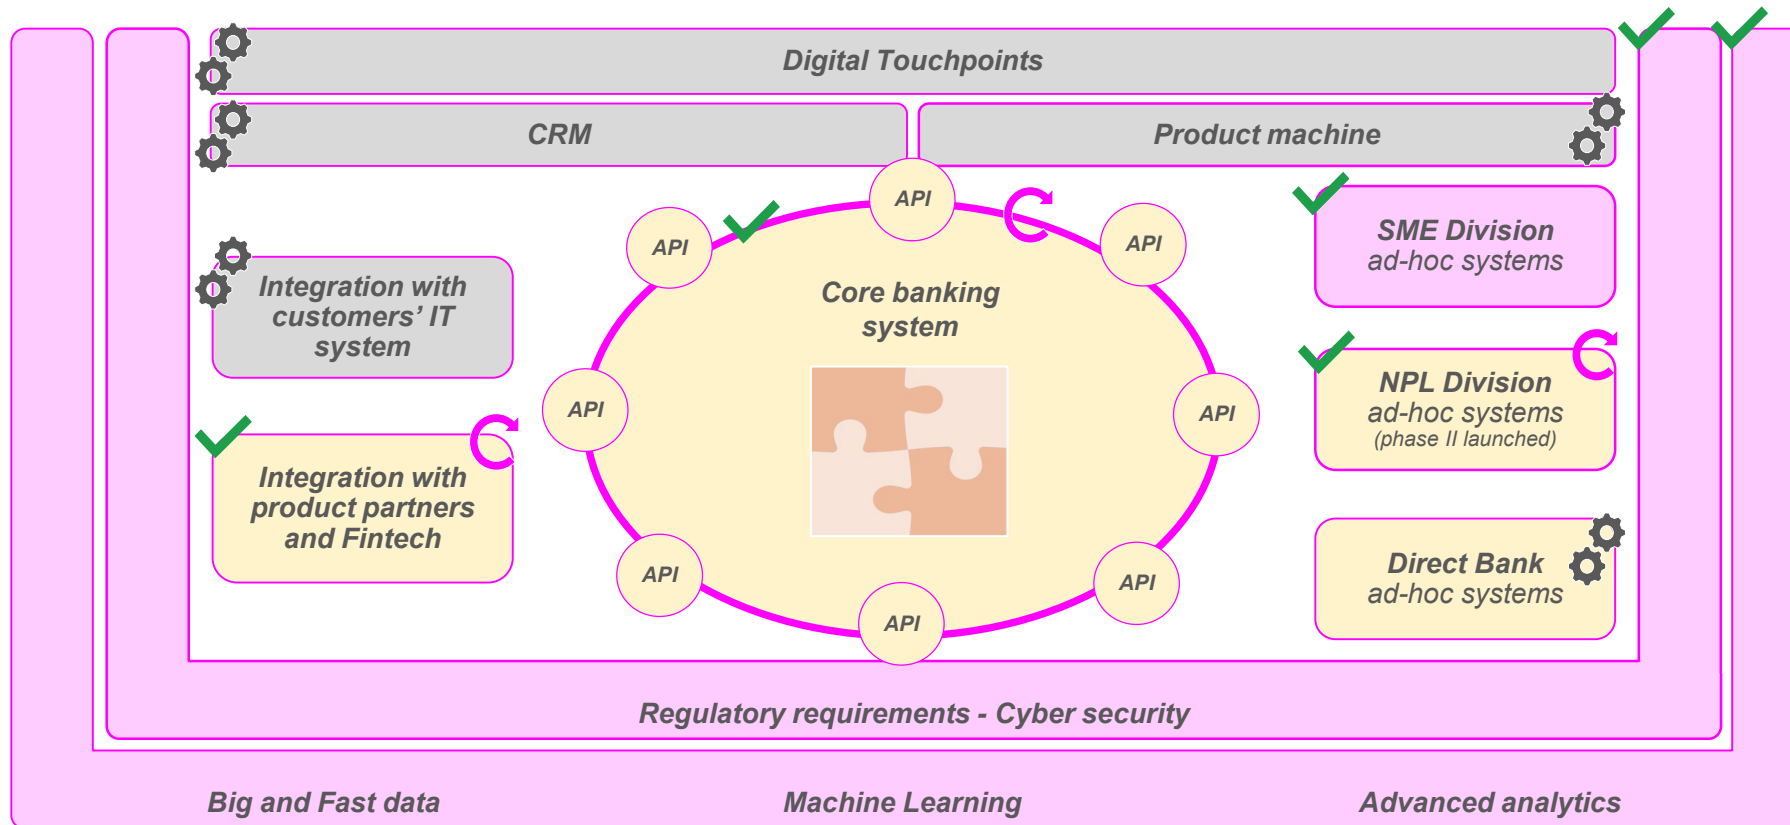 Digital Touchpoints
CRM
Product machine
API
API
API
SME Division
ad-hoc systems
Integration with
customers’ IT
system
Core banking
system
NPL Division
ad-hoc systems
(phase II launched)
API
API
Integration with
product partners
and Fintech
Direct Bank
ad-hoc systems
API
API
API
Regulatory requirements - Cyber security
Big and Fast data
Machine Learning
Advanced analytics